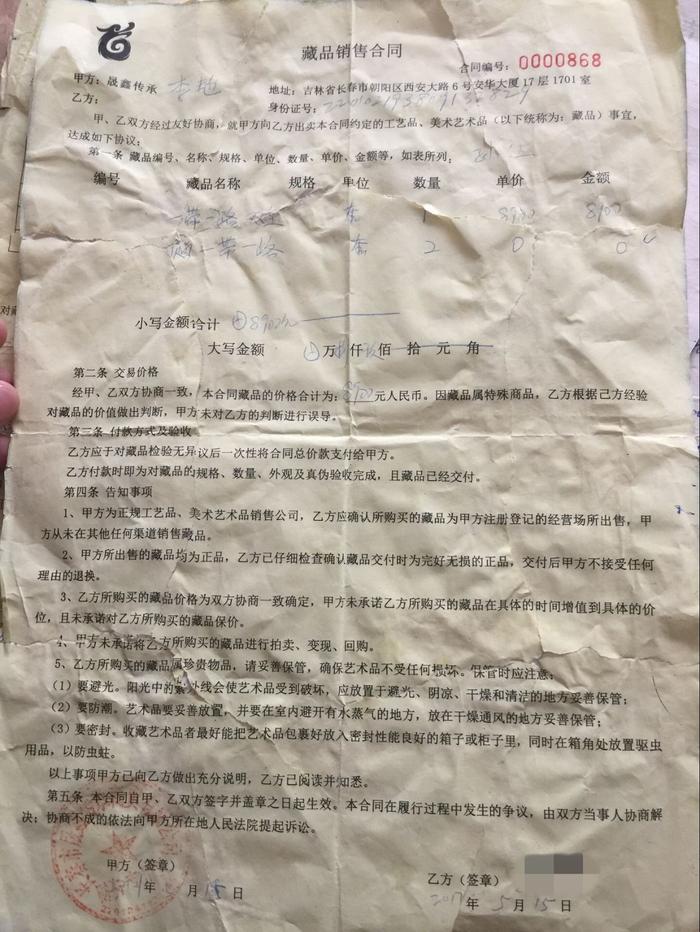 藏品销售合同
合同编号：0000868
甲方：晟鑫传承
地址：吉林省长春市朝阳区西安大路6号安华大厦17层1701室
乙方：
身份证号：
甲、乙双方经过友好协商，就甲方向乙方出卖本合同约定的工艺品、美术艺术品（以下统称为：藏品）事宜，
达成如下协议：
第一条 藏品编号、名称、规格、单位、数量、单价、金额等，如表所列：
编号 藏品名称 规格 单位 数量 单价 金额
一带一路 套 1 8900 8900
一带一路 套 2 0 0
小写金额合计
大写金额 万 仟 佰 拾 元 角
第二条 交易价格
经甲、乙双方协商一致，本合同藏品的价格合计为：8900元人民币。因藏品属特殊商品，乙方根据己方经验
对藏品的价值做出判断，甲方未对乙方的判断进行误导。
第三条 付款方式及验收
乙方应于对藏品检验无异议后一次性将合同总价款支付给甲方。
乙方付款时即为对藏品的规格、数量、外观及真伪验收完成，且藏品已经交付。
第四条 告知事项
1、甲方为正规工艺品、美术艺术品销售公司，乙方应确认所购买的藏品为甲方注册登记的经营场所出售，甲
方从未在其他任何渠道销售藏品。
2、甲方所出售的藏品均为正品，乙方已仔细检查确认藏品交付时为完好无损的正品，交付后甲方不接受任何
理由的退换。
3、乙方所购买的藏品价格为双方协商一致确定，甲方未承诺乙方所购买的藏品在具体的时间增值到具体的价
位，且未承诺对乙方所购买的藏品保价。
4、甲方未承诺将乙方所购买的藏品进行拍卖、变现、回购。
5、乙方所购买的藏品属珍贵物品，请妥善保管，确保艺术品不受任何损坏。保管时应注意：
（1）要避光。阳光中的紫外线会使艺术品受到破坏，应放置于避光、阴凉、干燥和清洁的地方妥善保管；
（2）要防潮。艺术品要妥善放置，并要在室内避开有水蒸气的地方，放在干燥通风的地方妥善保管；
（3）要密封。收藏艺术品者最好能把艺术品包裹好放入密封性能良好的箱子或柜子里，同时在箱角处放置驱虫
用品，以防虫蛀。
以上事项甲方已向乙方做出充分说明，乙方已阅读并知悉。
第五条 本合同自甲、乙双方签字并盖章之日起生效。本合同在履行过程中发生的争议，由双方当事人协商解
决；协商不成的依法向甲方所在地人民法院提起诉讼。
甲方（签章）
年 月 15 日
乙方（签章）
2017年 5 月 15 日